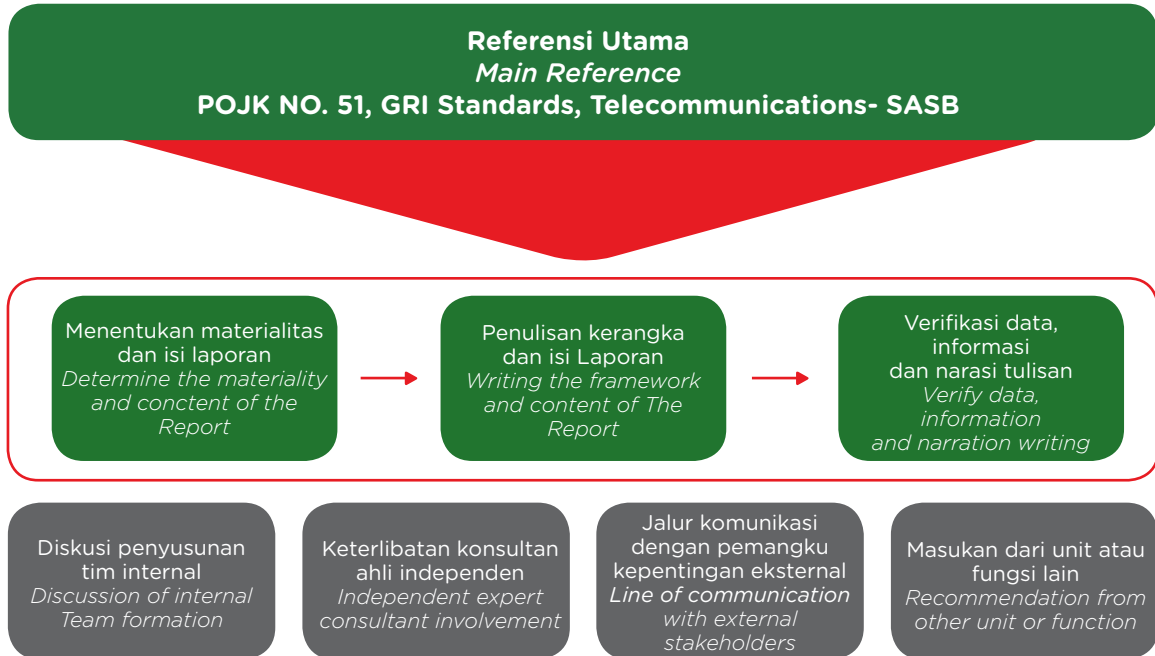 Referensi Utama
Main Reference
POJK NO. 51, GRI Standards, Telecommunications- SASB
Menentukan materialitas
dan isi laporan
Determine the materiality
and conctent of the
Report
Penulisan kerangka
dan isi Laporan
Writing the framework
and content of The
Report
Verifikasi data,
informasi
dan narasi tulisan
Verify data,
information
and narration writing
Diskusi penyusunan
tim internal
Discussion of internal
Team formation
Keterlibatan konsultan
ahli independen
Independent expert
consultant involvement
Jalur komunikasi
dengan pemangku
kepentingan eksternal
Line of communication
with external
stakeholders
Masukan dari unit atau
fungsi lain
Recommendation from
other unit or function